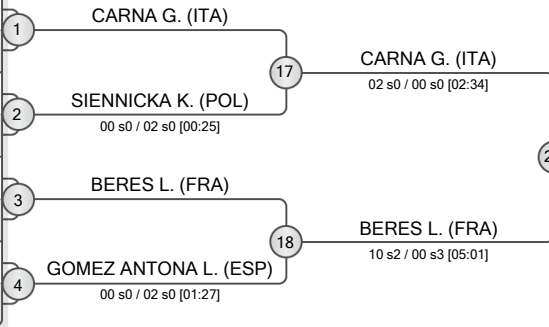 CARNA G. (ITA)
1
17
CARNA G. (ITA)
02 s0 / 00 s0 [02:34]
SIENNICKA K. (POL)
2
00 s0 / 02 s0 [00:25]
BERES L. (FRA)
3
18
BERES L. (FRA)
10 s2 / 00 s3 [05:01]
GOMEZ ANTONA L. (ESP)
4
00 s0 / 02 s0 [01:27]